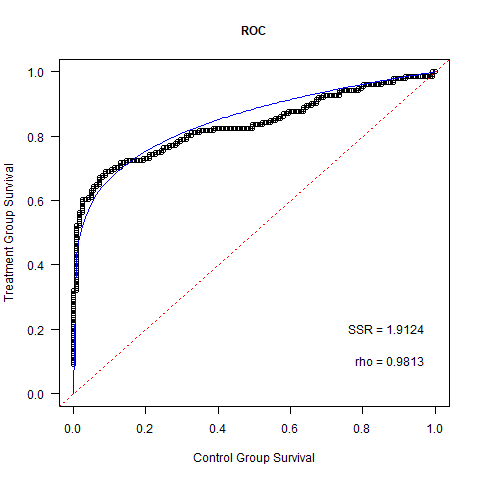 ROC
1.0
0.8
0.6
0.4
0.2
0.0
Treatment Group Survival
SSR = 1.9124
rho = 0.9813
0.0 0.2 0.4 0.6 0.8 1.0
Control Group Survival